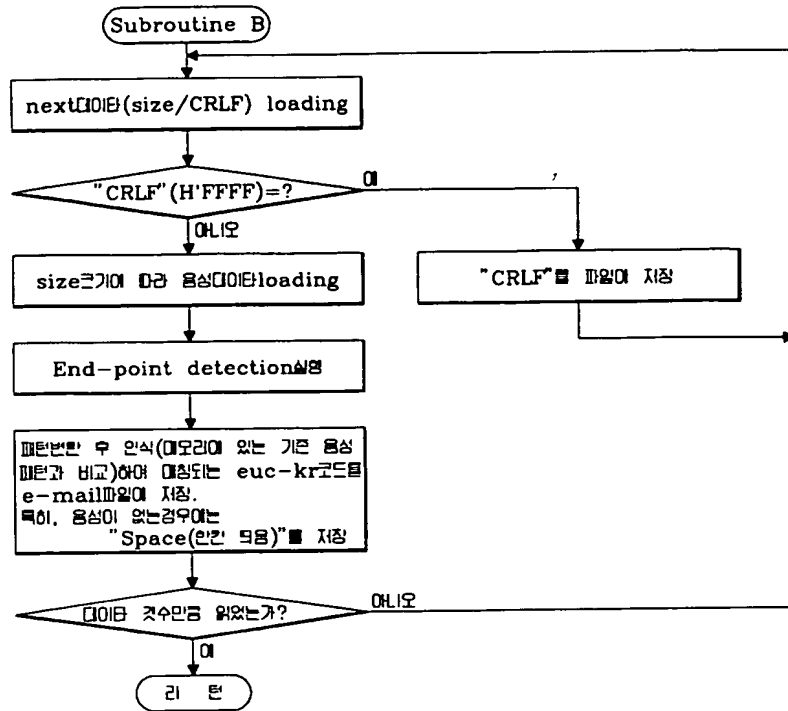 Subroutine B
next데이타(size/CRLF) loading
"CRLF"(H'FFFF)=?
예
아니오
size크기에 따라 음성데이타loading
"CRLF"를 파일에 저장
End-point detection실행
패턴변환 후 인식(메모리에 있는 기준 음성
패턴과 비교)하여 매칭되는 euc-kr코드를
e-mail파일에 저장.
특히, 음성이 없는경우에는
"Space(한칸 띄움)"를 저장
데이타 갯수만큼 읽었는가?
아니오
예
리 턴